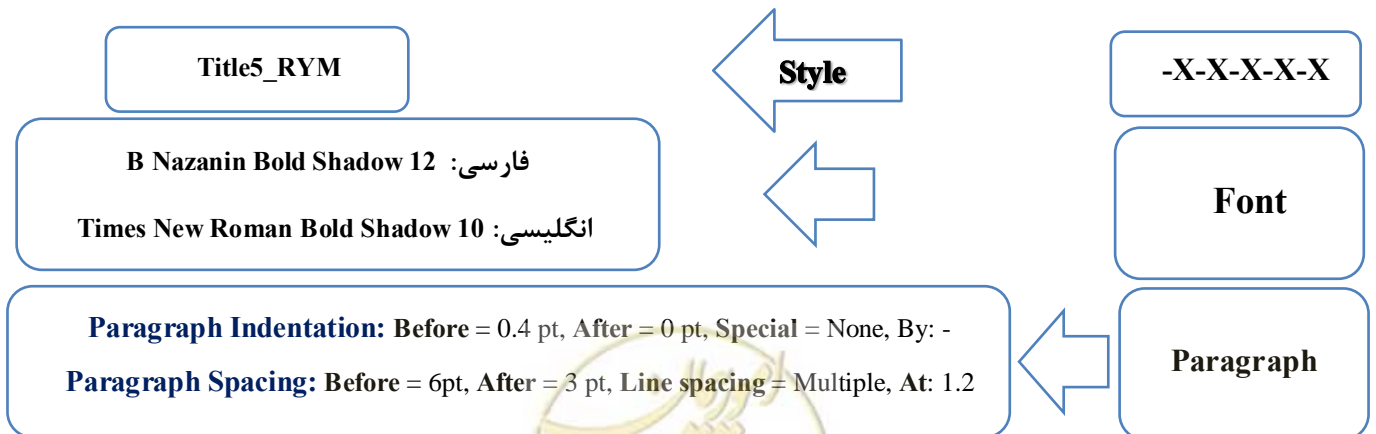 -X-X-X-X-X
Style
Title5_RYM
Font
فارسی: B Nazanin Bold Shadow 12
انگلیسی: Times New Roman Bold Shadow 10
Paragraph
Paragraph Indentation: Before = 0.4 pt, After = 0 pt, Special = None, By: -
Paragraph Spacing: Before = 6pt, After = 3 pt, Line spacing = Multiple, At: 1.2